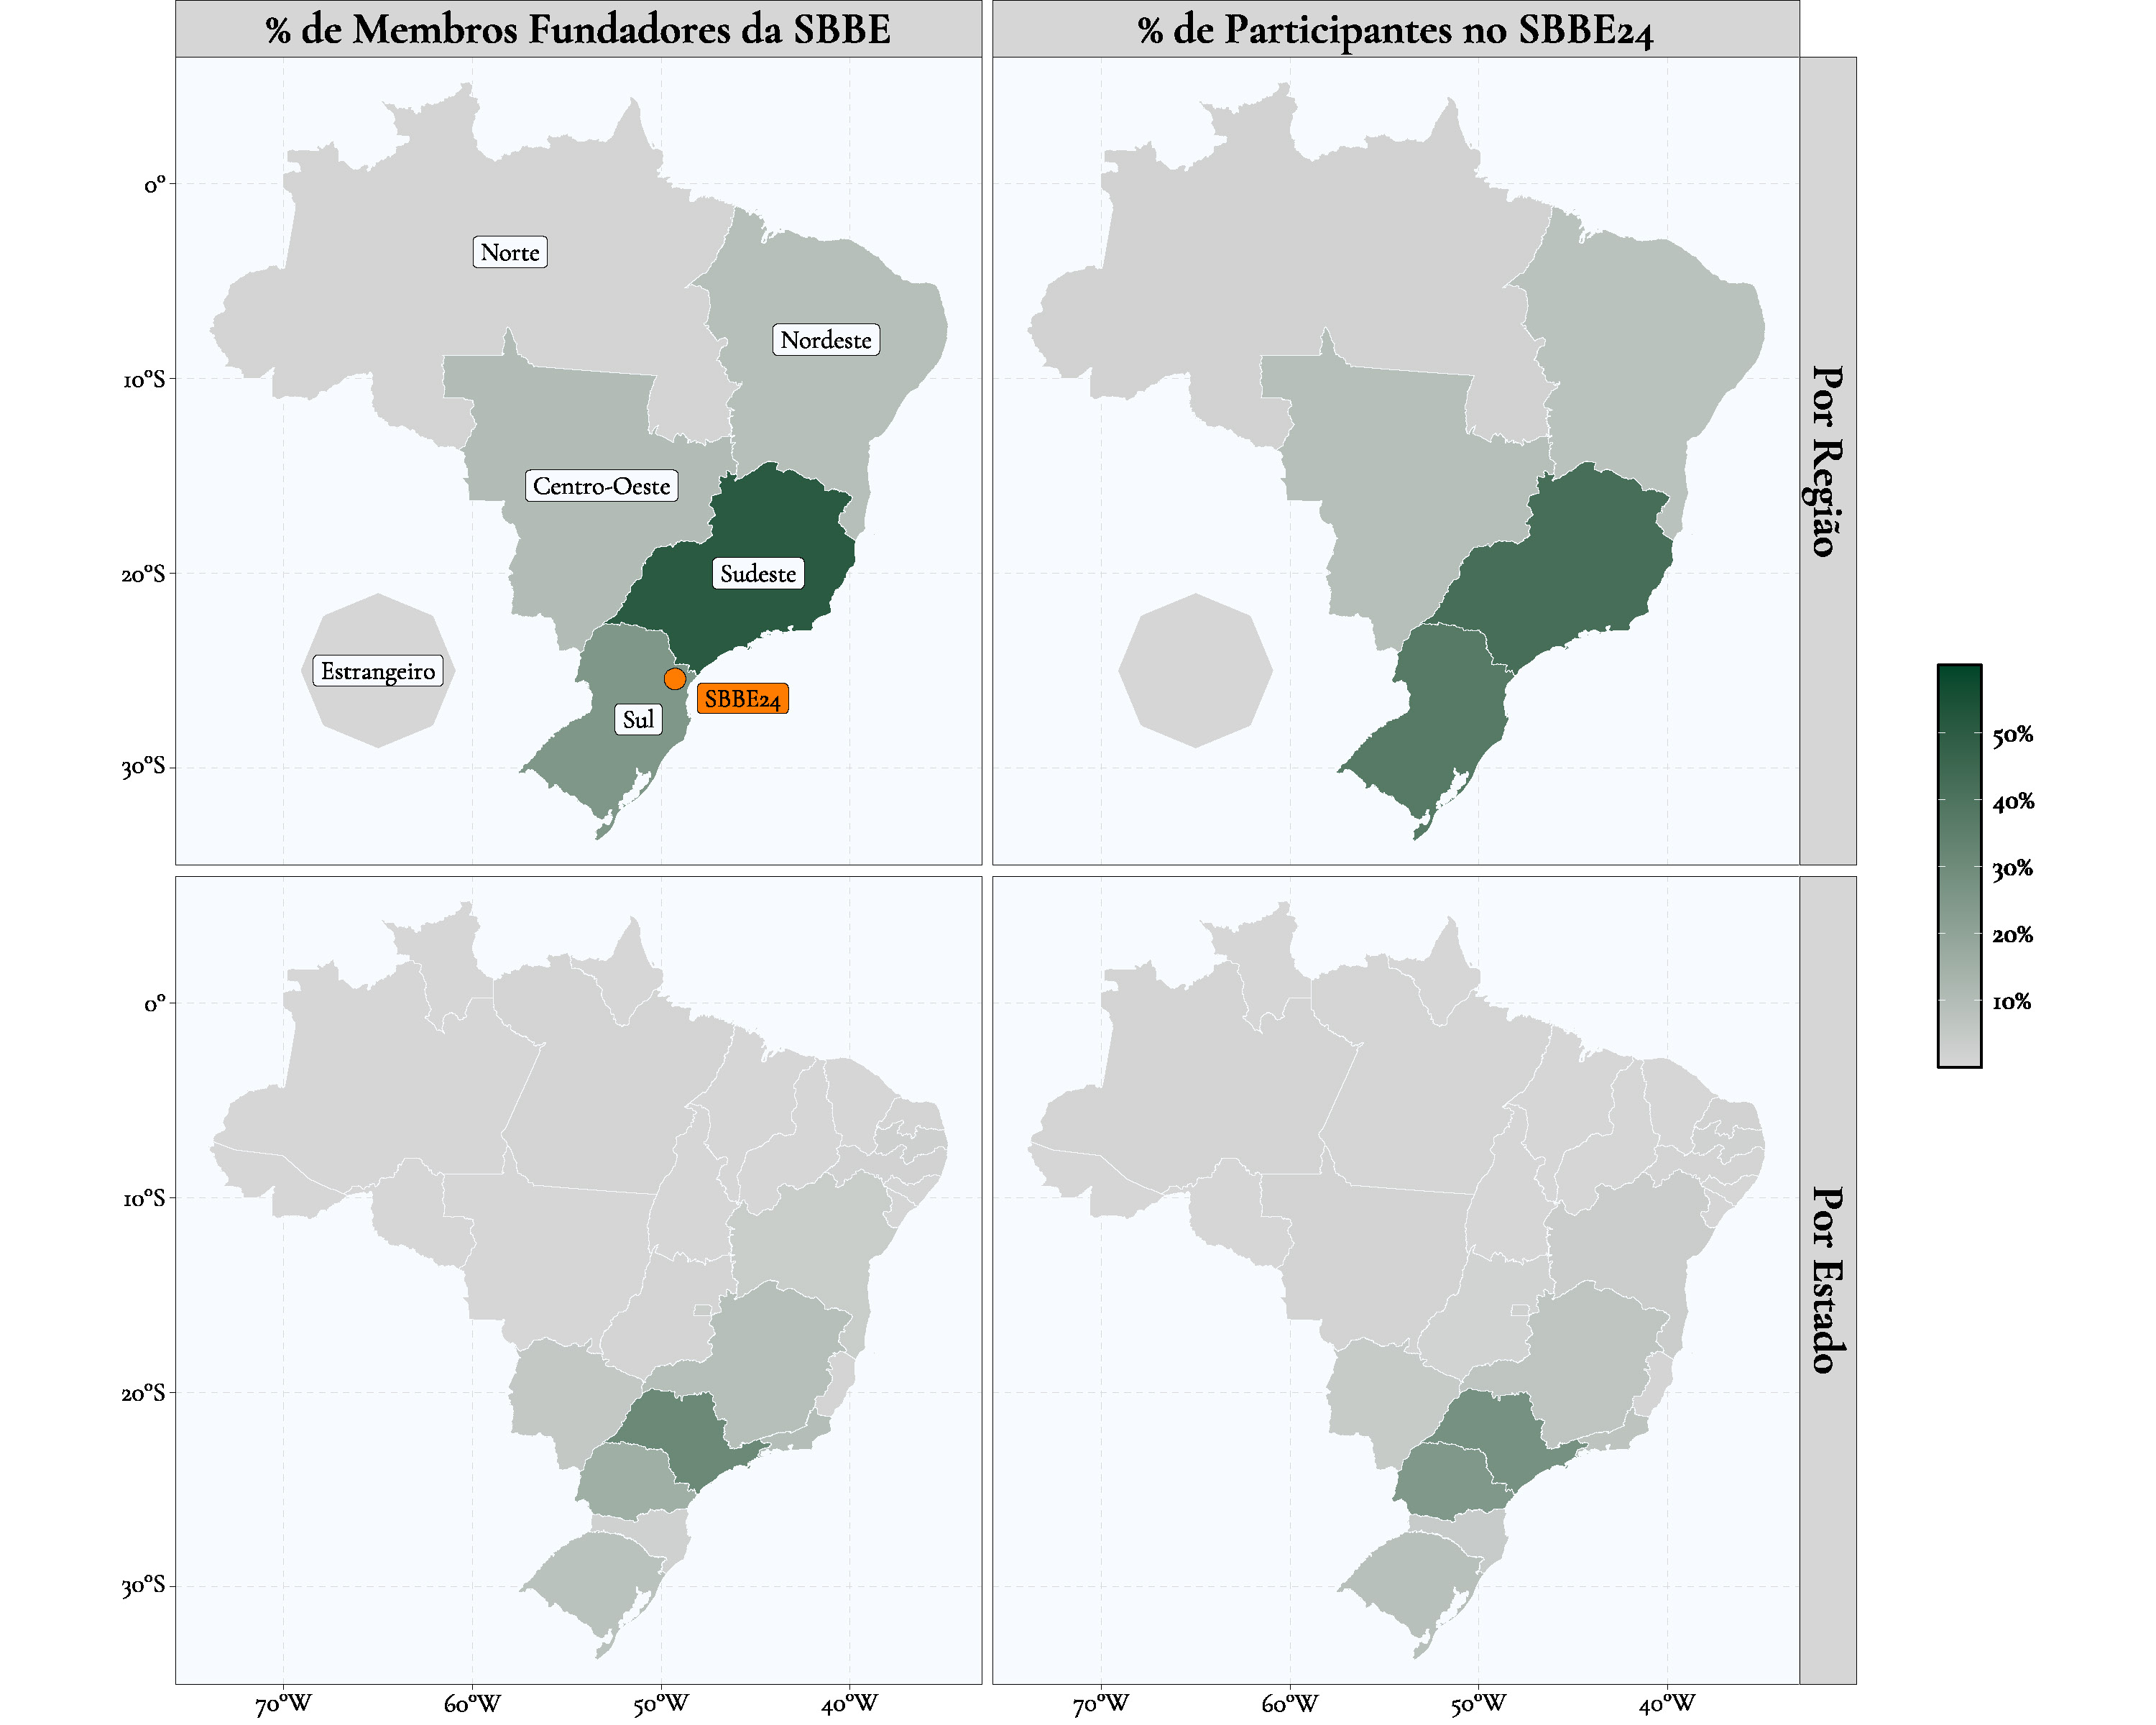 % de Membros Fundadores da SBBE
% de Participantes no SBBE24
0°
10°S
20°S
30°S
Norte
Nordeste
Centro-Oeste
Sudeste
Estrangeiro
SBBE24
Sul
Por Região
50%
40%
30%
20%
10%
0°
10°S
20°S
30°S
Por Estado
70°W
60°W
50°W
40°W
70°W
60°W
50°W
40°W